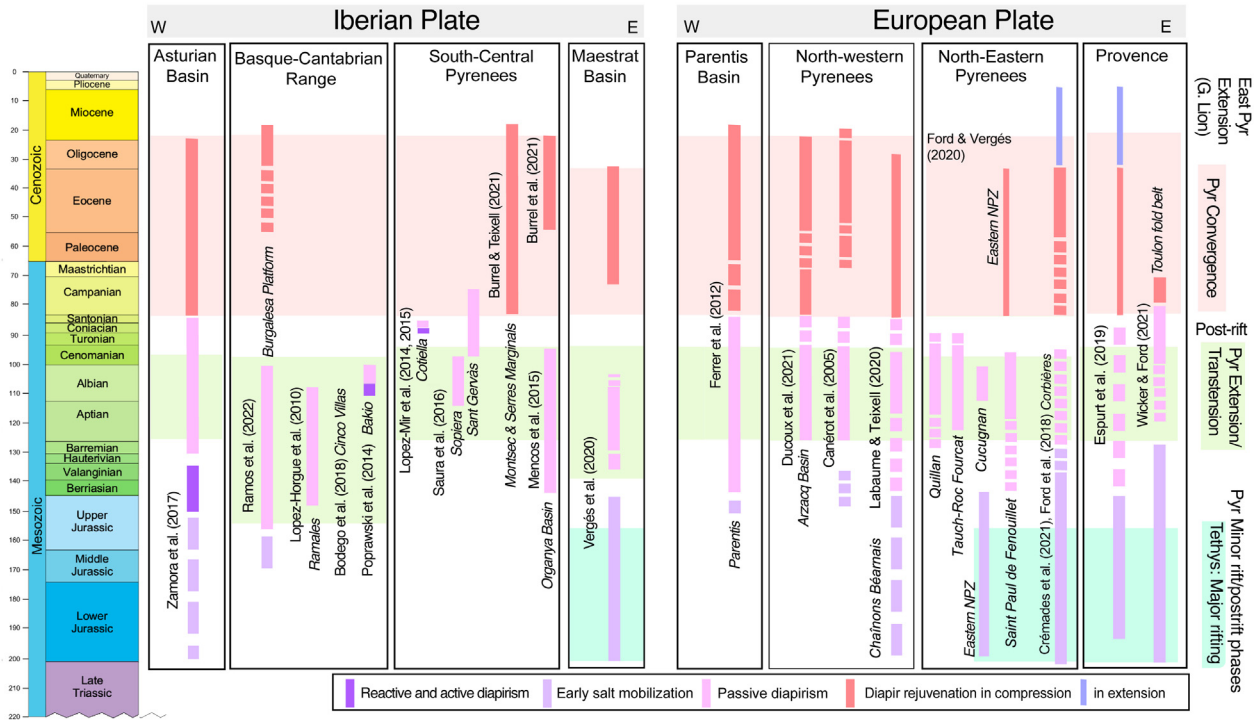 Iberian Plate
European Plate
W
E
W
E
Asturian
Basin
Basque-Cantabrian
Range
South-Central
Pyrenees
Maestrat
Basin
Parentis
Basin
North-western
Pyrenees
North-Eastern
Pyrenees
Provence
0
10
20
30
40
50
60
70
80
90
100
110
120
130
140
150
160
170
180
190
200
210
220
Cenozoic
Mesozoic
Quaternary
Pliocene
Miocene
Oligocene
Eocene
Paleocene
Maastrichtian
Campanian
Santonian
Coniacian
Turonian
Cenomanian
Albian
Aptian
Barremian
Hauterivian
Valanginian
Berriasian
Upper
Jurassic
Middle
Jurassic
Lower
Jurassic
Late
Triassic
Zamora et al. (2017)
Burgalesa Platform
Ramos et al. (2022)
Lopez-Horgue et al. (2010)
Ramales
Bodego et al. (2018) Cinco Villas
Poprawski et al. (2014) Bakio
Lopez-Mir et al. (2014, 2015)
Cotiella
Saura et al. (2016)
Sopiera
Sant Gervàs
Burrel & Teixell (2021)
Montsec & Serres Marginals
Burrel et al. (2021)
Mencos et al. (2015)
Organya Basin
Vergés et al. (2020)
Ferrer et al. (2012)
Parentis
Ducoux et al. (2021)
Arzacq Basin
Canérot et al. (2005)
Labaume & Teixell (2020)
Chaînons Béarnais
Ford & Vergés
(2020)
Eastern NPZ
Quillan
Tauch-Roc Fourcat
Cucugnan
Eastern NPZ
Saint Paul de Fenouillet
Crémades et al. (2021), Ford et al. (2018) Corbières
Espurt et al. (2019)
Wicker & Ford (2021)
Toulon fold belt
East Pyr
Extension
(G. Lion)
Pyr Convergence
Post-rift
Pyr Extension/
Transtension
Pyr Minor rift/postrift phases
Tethys: Major rifting
Reactive and active diapirism
Early salt mobilization
Passive diapirism
Diapir rejuvenation in compression
in extension